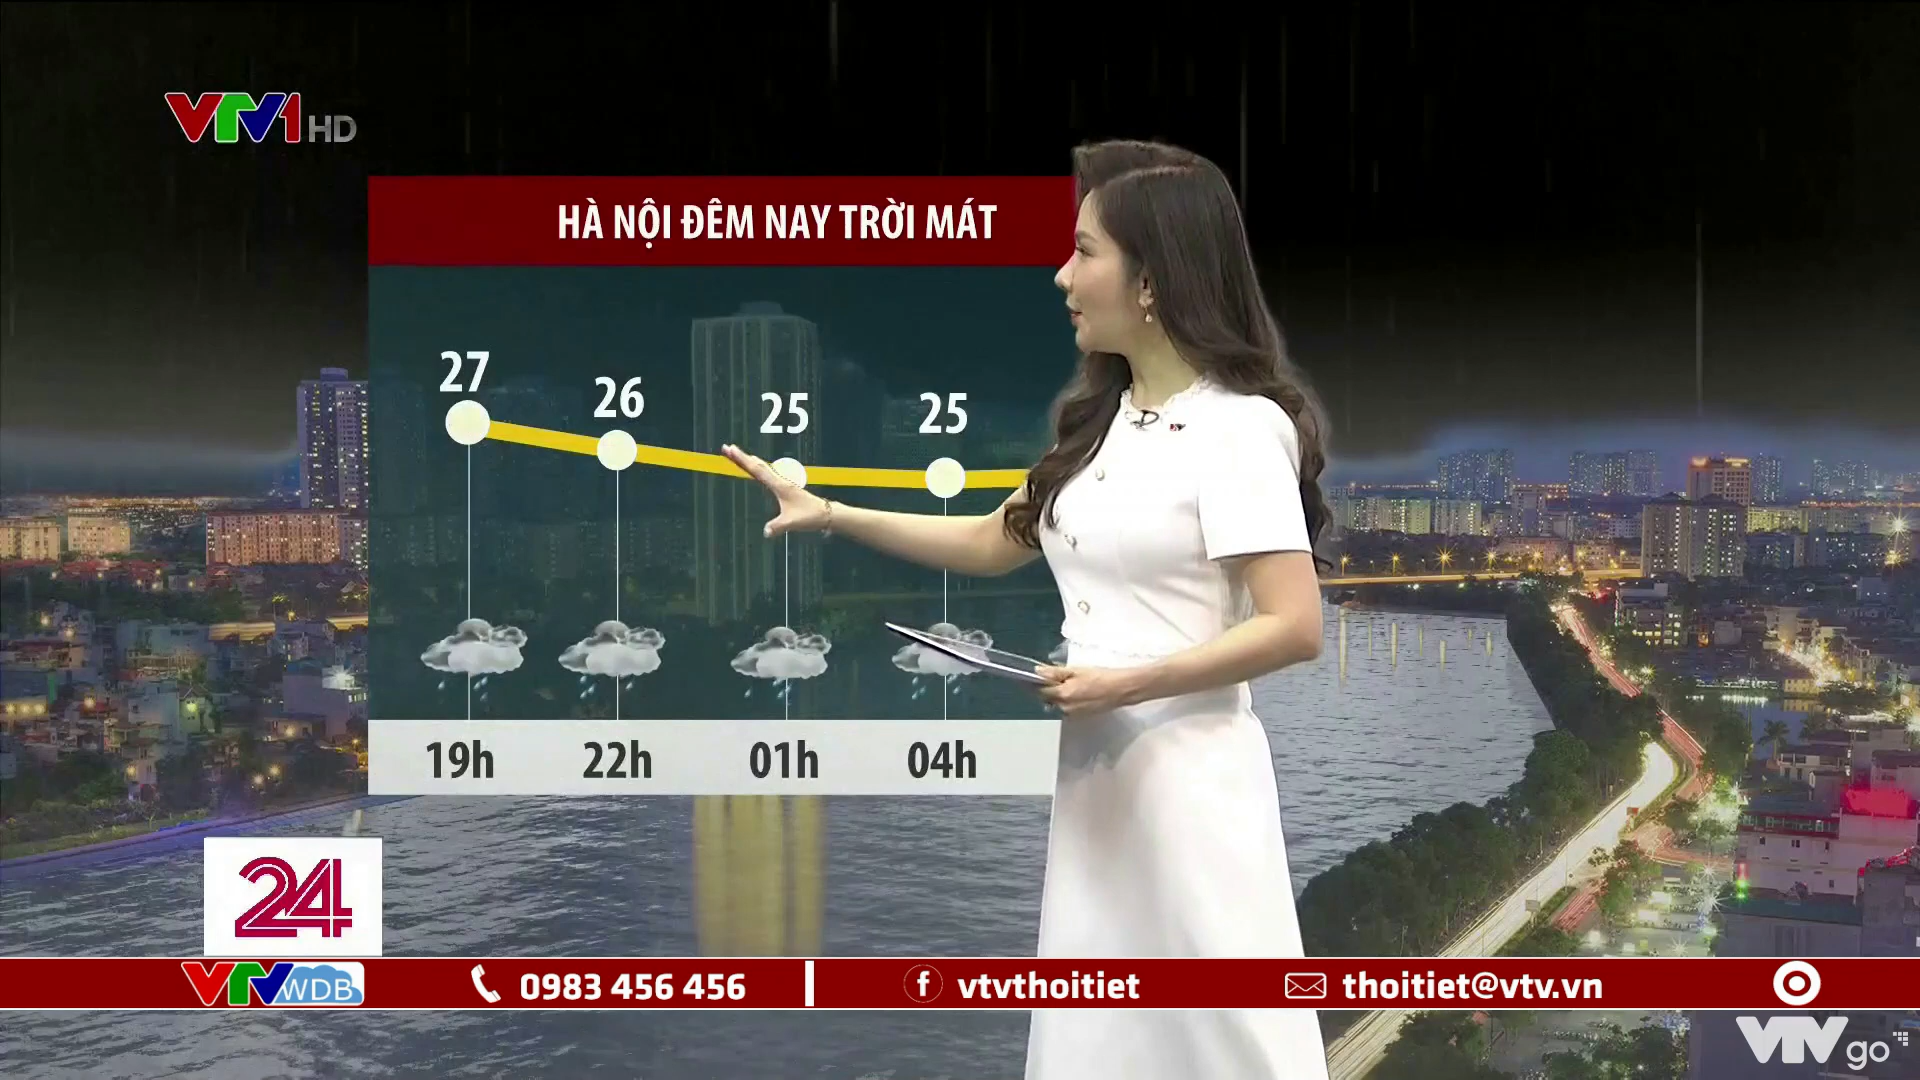 VTV1 HD
HÀ NỘI ĐÊM NAY TRỜI MÁT
27 26 25 25
19h 22h 01h 04h
24
VTV WDB 0983 456 456 vtvthoitiet thoitiet@vtv.vn
VTV go